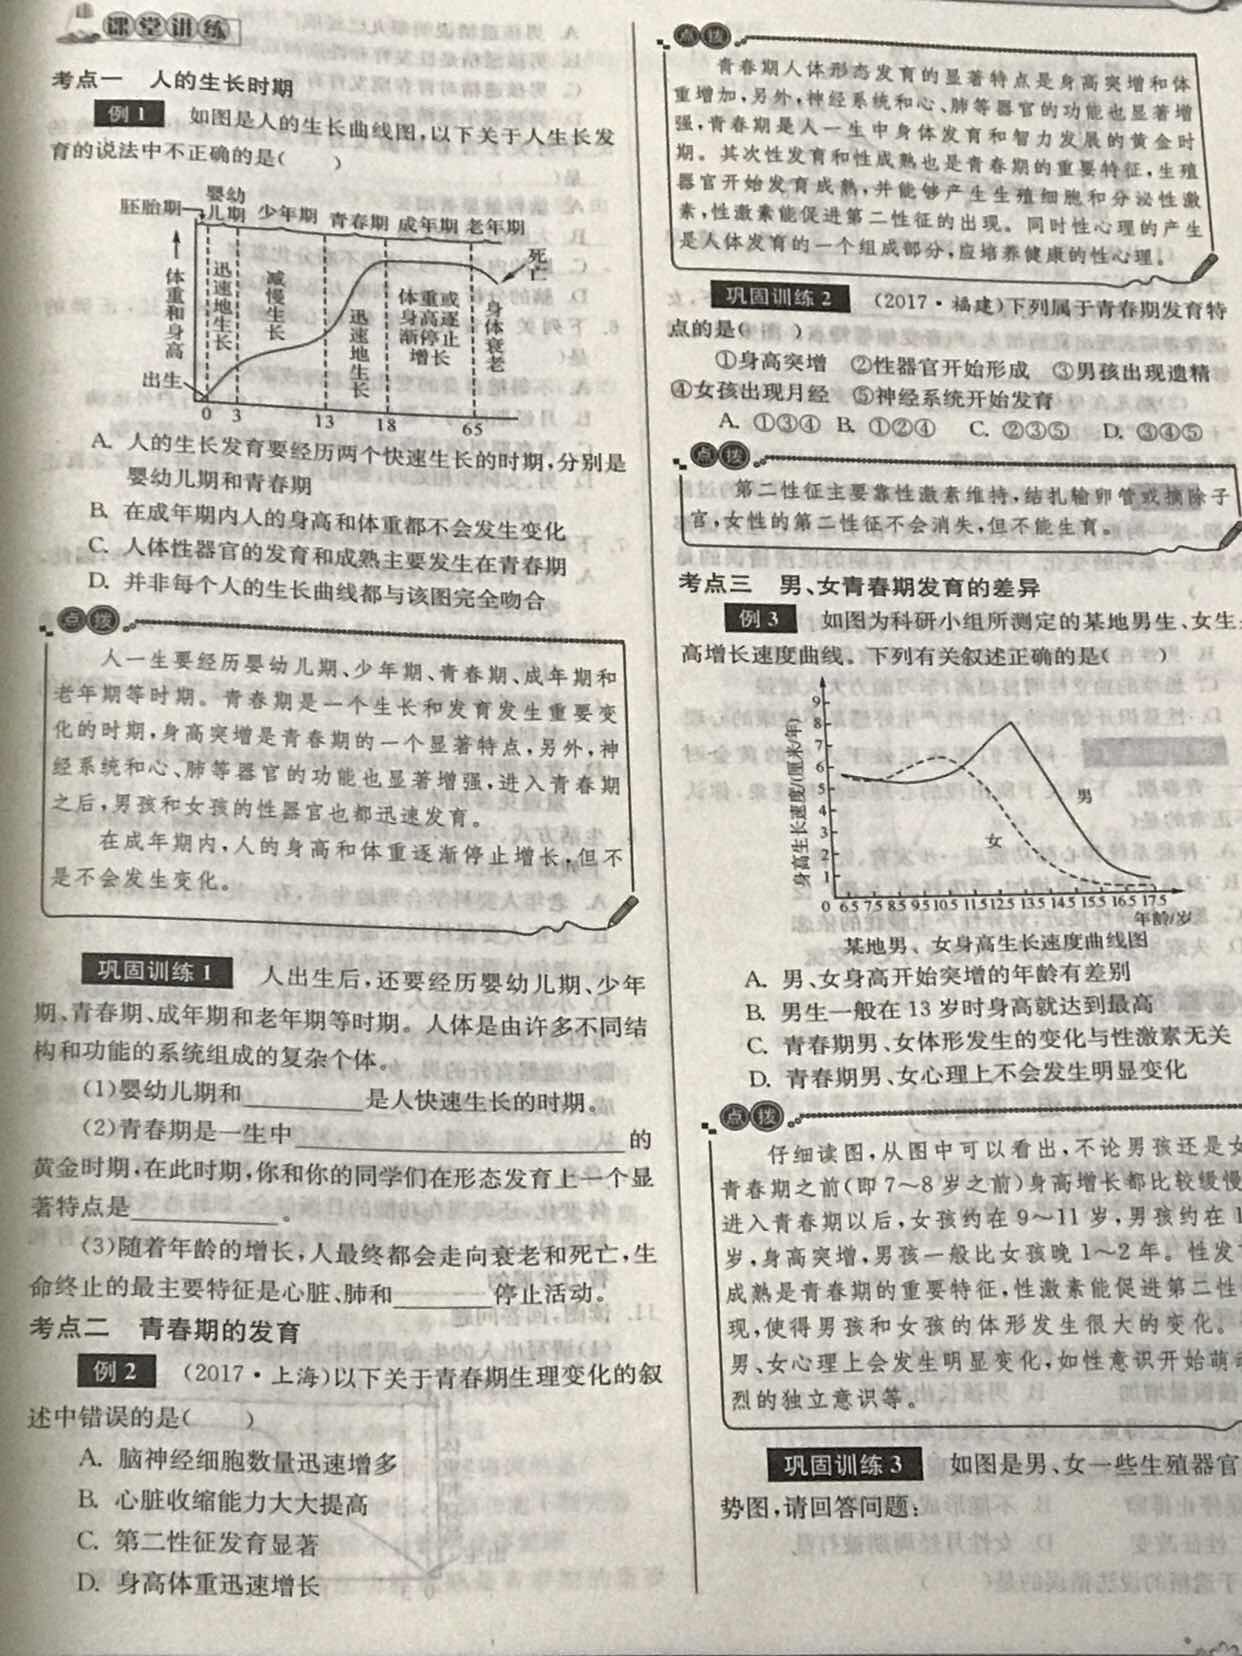 课堂讲练
考点一 人的生长时期
例1 如图是人的生长曲线图,以下关于人生长发
育的说法中不正确的是( )
胚胎期 婴幼儿期 少年期 青春期 成年期 老年期
死亡
体重和身高
迅速地生长
减慢生长
迅速地生长
体重或身高逐渐停止增长
身体衰老
出生
0 3 13 18 65
A. 人的生长发育要经历两个快速生长的时期,分别是
婴幼儿期和青春期
B. 在成年期内人的身高和体重都不会发生变化
C. 人体性器官的发育和成熟主要发生在青春期
D. 并非每个人的生长曲线都与该图完全吻合
点拨
人一生要经历婴幼儿期、少年期、青春期、成年期和
老年期等时期。青春期是一个生长和发育发生重要变
化的时期,身高突增是青春期的一个显著特点,另外,神
经系统和心、肺等器官的功能也显著增强,进入青春期
之后,男孩和女孩的性器官也都迅速发育。
在成年期内,人的身高和体重逐渐停止增长,但不
是不会发生变化。
巩固训练1 人出生后,还要经历婴幼儿期、少年
期、青春期、成年期和老年期等时期。人体是由许多不同结
构和功能的系统组成的复杂个体。
(1)婴幼儿期和________是人快速生长的时期。
(2)青春期是一生中________________的
黄金时期,在此时期,你和你的同学们在形态发育上一个显
著特点是________。
(3)随着年龄的增长,人最终都会走向衰老和死亡,生
命终止的最主要特征是心脏、肺和______停止活动。
考点二 青春期的发育
例2 (2017·上海)以下关于青春期生理变化的叙
述中错误的是( )
A. 脑神经细胞数量迅速增多
B. 心脏收缩能力大大提高
C. 第二性征发育显著
D. 身高体重迅速增长
点拨
青春期人体形态发育的显著特点是身高突增和体
重增加,另外,神经系统和心、肺等器官的功能也显著增
强,青春期是人一生中身体发育和智力发展的黄金时
期。其次性发育和性成熟也是青春期的重要特征,生殖
器官开始发育成熟,并能够产生生殖细胞和分泌性激
素,性激素能促进第二性征的出现。同时性心理的产生
是人体发育的一个组成部分,应培养健康的性心理。
巩固训练2 (2017·福建)下列属于青春期发育特
点的是( )
①身高突增 ②性器官开始形成 ③男孩出现遗精
④女孩出现月经 ⑤神经系统开始发育
A. ①③④ B. ①②④ C. ②③⑤ D. ③④⑤
点拨
第二性征主要靠性激素维持,结扎输卵管或摘除子
宫,女性的第二性征不会消失,但不能生育。
考点三 男、女青春期发育的差异
例3 如图为科研小组所测定的某地男生、女生
高增长速度曲线。下列有关叙述正确的是( )
身高生长速度/(厘米/年)
9
8
7
6
5
4
3
2
1
男
女
0 6.5 7.5 8.5 9.5 10.5 11.5 12.5 13.5 14.5 15.5 16.5 17.5
年龄/岁
某地男、女身高生长速度曲线图
A. 男、女身高开始突增的年龄有差别
B. 男生一般在13岁时身高就达到最高
C. 青春期男、女体形发生的变化与性激素无关
D. 青春期男、女心理上不会发生明显变化
点拨
仔细读图,从图中可以看出,不论男孩还是女
青春期之前(即7~8岁之前)身高增长都比较缓慢
进入青春期以后,女孩约在9~11岁,男孩约在1
岁,身高突增,男孩一般比女孩晚1~2年。性发
成熟是青春期的重要特征,性激素能促进第二性
现,使得男孩和女孩的体形发生很大的变化。
男、女心理上会发生明显变化,如性意识开始萌
烈的独立意识等。
巩固训练3 如图是男、女一些生殖器官
势图,请回答问题: